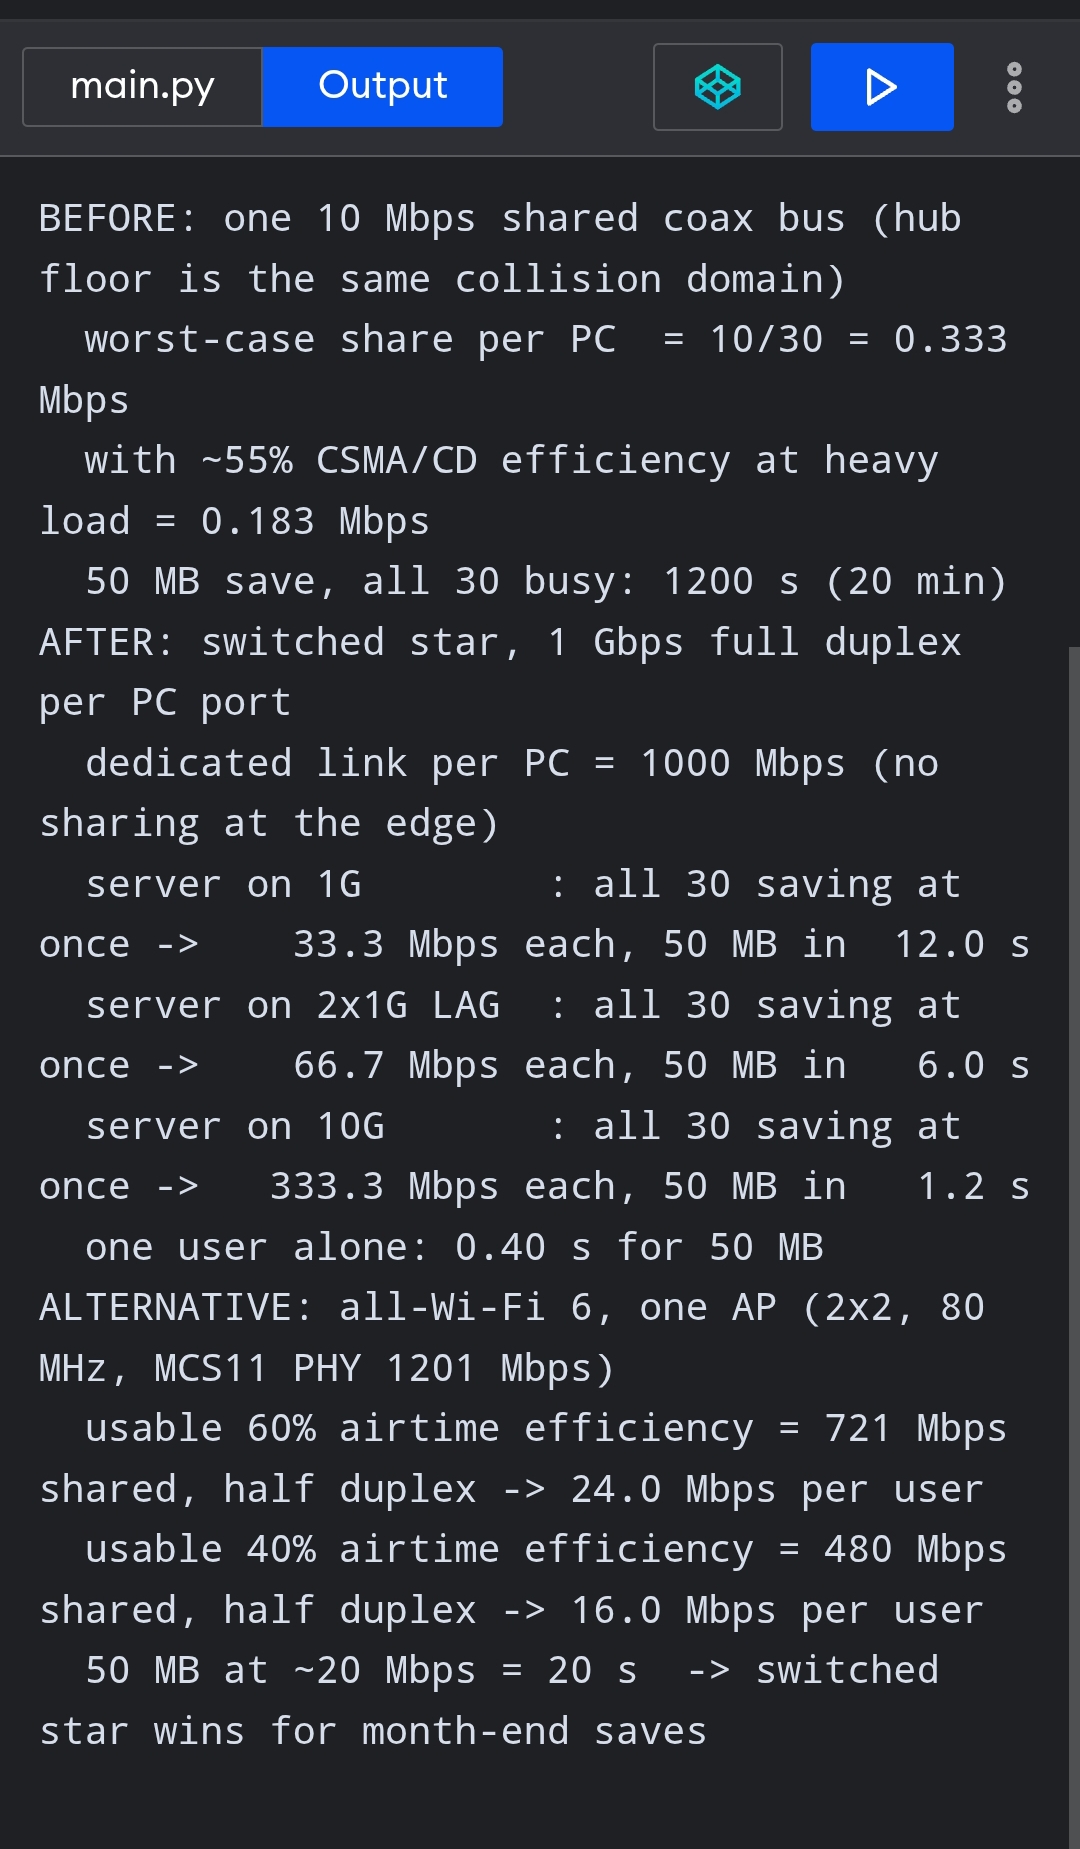 main.py
Output
BEFORE: one 10 Mbps shared coax bus (hub
floor is the same collision domain)
  worst-case share per PC  = 10/30 = 0.333
Mbps
  with ~55% CSMA/CD efficiency at heavy
load = 0.183 Mbps
  50 MB save, all 30 busy: 1200 s (20 min)
AFTER: switched star, 1 Gbps full duplex
per PC port
  dedicated link per PC = 1000 Mbps (no
sharing at the edge)
  server on 1G        : all 30 saving at
once ->    33.3 Mbps each, 50 MB in  12.0 s
  server on 2x1G LAG  : all 30 saving at
once ->    66.7 Mbps each, 50 MB in   6.0 s
  server on 10G       : all 30 saving at
once ->   333.3 Mbps each, 50 MB in   1.2 s
  one user alone: 0.40 s for 50 MB
ALTERNATIVE: all-Wi-Fi 6, one AP (2x2, 80
MHz, MCS11 PHY 1201 Mbps)
  usable 60% airtime efficiency = 721 Mbps
shared, half duplex -> 24.0 Mbps per user
  usable 40% airtime efficiency = 480 Mbps
shared, half duplex -> 16.0 Mbps per user
  50 MB at ~20 Mbps = 20 s  -> switched
star wins for month-end saves